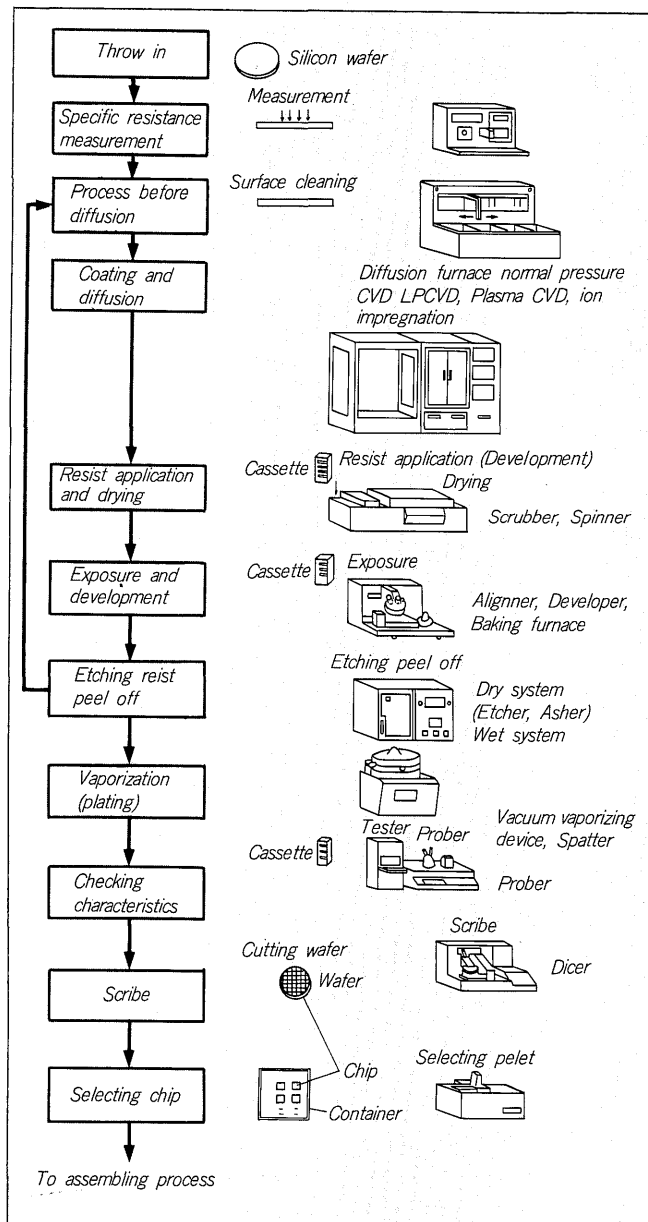 Throw in
Silicon wafer
Measurement
Specific resistance
measurement
Surface cleaning
Process before
diffusion
Coating and
diffusion
Diffusion furnace normal pressure
CVD LPCVD, Plasma CVD, ion
impregnation
Resist application
and drying
Cassette
Resist application (Development)
Drying
Scrubber, Spinner
Exposure and
development
Cassette
Exposure
Alignner, Developer,
Baking furnace
Etching reist
peel off
Etching peel off
Dry system
(Etcher, Asher)
Wet system
Vaporization
(plating)
Vacuum vaporizing
device, Spatter
Checking
characteristics
Cassette
Tester
Prober
Prober
Scribe
Cutting wafer
Wafer
Scribe
Dicer
Selecting chip
Chip
Container
Selecting pelet
To assembling process